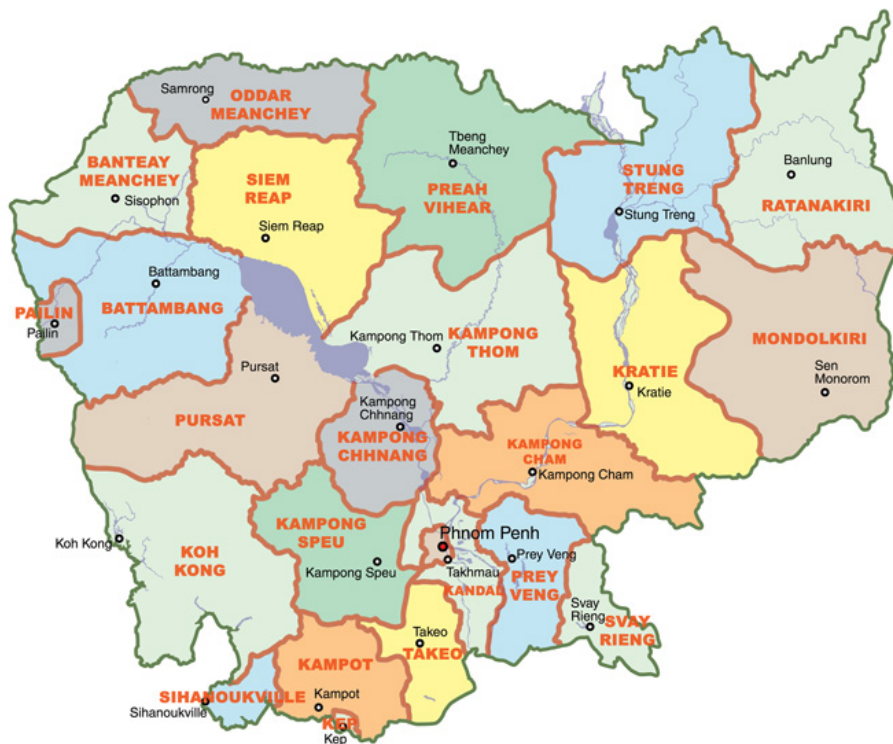 Samrong
ODDAR
MEANCHEY
Tbeng
Meanchey
BANTEAY
MEANCHEY
Sisophon
SIEM
REAP
Siem Reap
PREAH
VIHEAR
STUNG
TRENG
Stung Treng
Banlung
RATANAKIRI
Battambang
BATTAMBANG
PAILIN
Pailin
Kampong Thom
KAMPONG
THOM
MONDOLKIRI
Sen
Monorom
KRATIE
Kratie
Pursat
PURSAT
Kampong
Chhnang
KAMPONG
CHHNANG
KAMPONG
CHAM
Kampong Cham
Koh Kong
KOH
KONG
KAMPONG
SPEU
Kampong Speu
Phnom Penh
Takhmau
KANDAL
Prey Veng
PREY
VENG
Svay
Rieng
SVAY
RIENG
Takeo
TAKEO
KAMPOT
Kampot
SIHANOUKVILLE
Sihanoukville
KEP
Kep